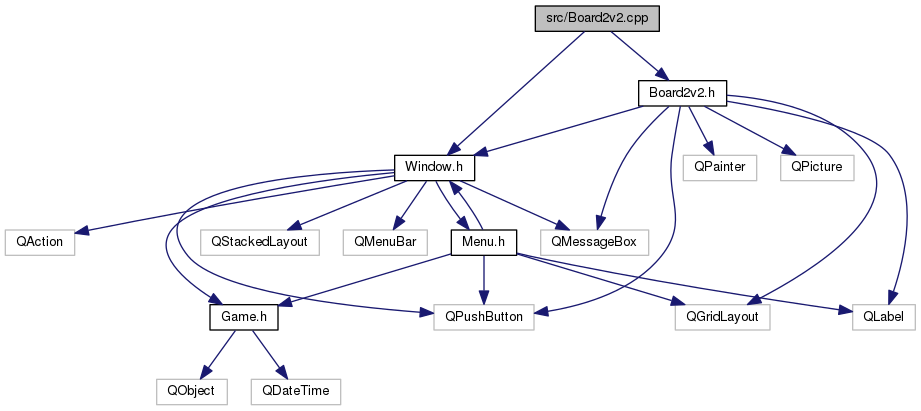 src/Board2v2.cpp
Board2v2.h
Window.h
QPainter
QPicture
QAction
QStackedLayout
QMenuBar
Menu.h
QMessageBox
Game.h
QPushButton
QGridLayout
QLabel
QObject
QDateTime